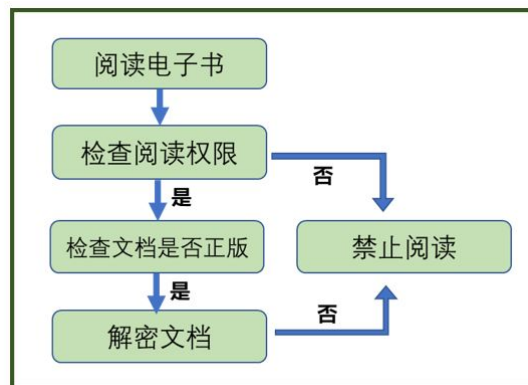 阅读电子书
检查阅读权限
否
是
检查文档是否正版
禁止阅读
是
解密文档
否